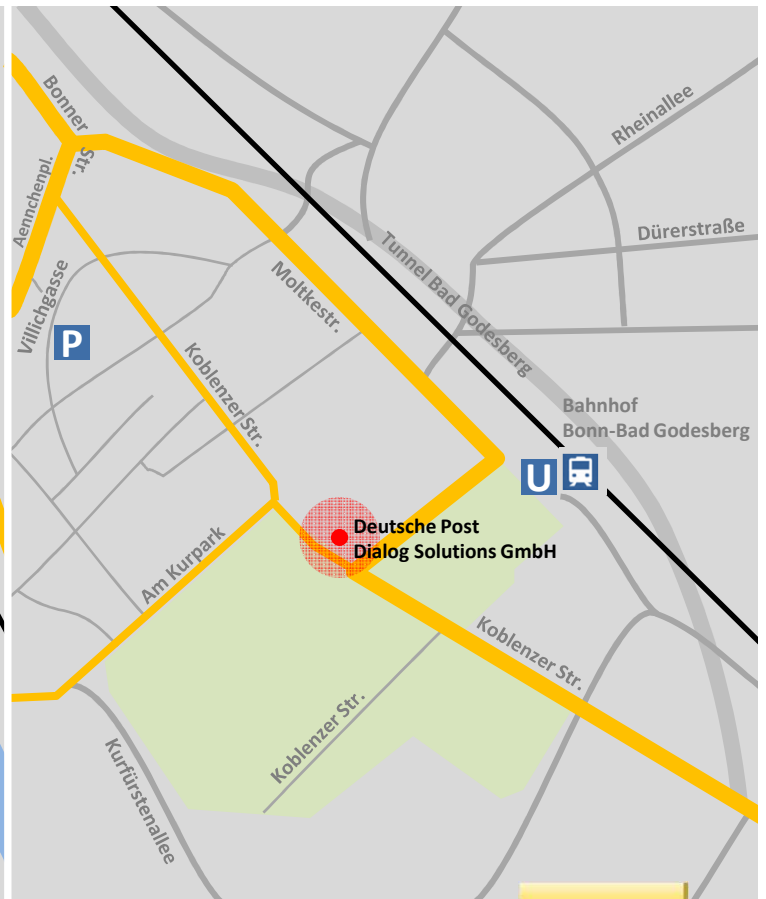 Bonner
Str.
Aennchenpl.
Villichgasse
P
Moltkestr.
Koblenzer Str.
Tunnel Bad Godesberg
Rheinallee
Dürerstraße
Bahnhof
Bonn-Bad Godesberg
U
Deutsche Post
Dialog Solutions GmbH
Am Kurpark
Koblenzer Str.
Koblenzer Str.
Kurfürstenallee